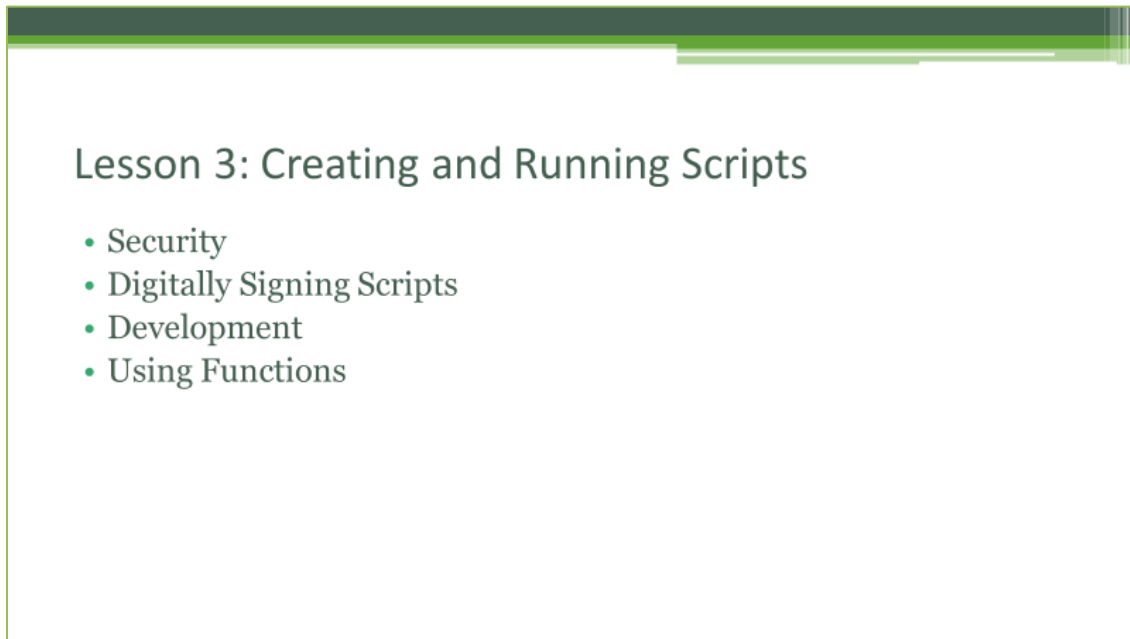 Lesson 3: Creating and Running Scripts
• Security
• Digitally Signing Scripts
• Development
• Using Functions